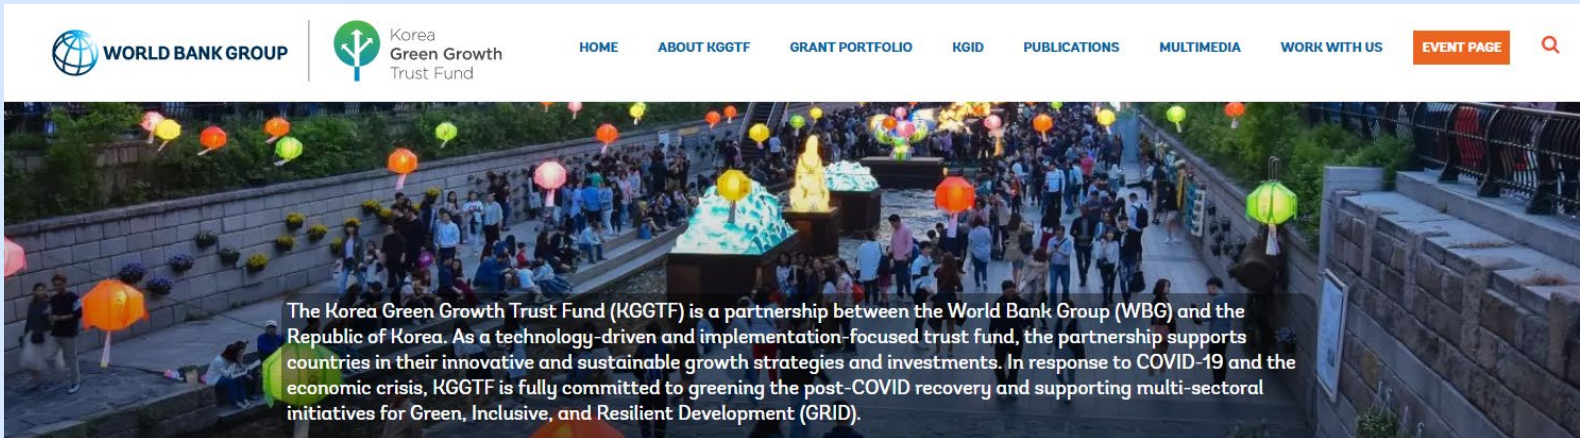 WORLD BANK GROUP
Korea
Green Growth
Trust Fund
HOME ABOUT KGGTF GRANT PORTFOLIO KGID PUBLICATIONS MULTIMEDIA WORK WITH US EVENT PAGE
The Korea Green Growth Trust Fund (KGGTF) is a partnership between the World Bank Group (WBG) and the
Republic of Korea. As a technology-driven and implementation-focused trust fund, the partnership supports
countries in their innovative and sustainable growth strategies and investments. In response to COVID-19 and the
economic crisis, KGGTF is fully committed to greening the post-COVID recovery and supporting multi-sectoral
initiatives for Green, Inclusive, and Resilient Development (GRID).